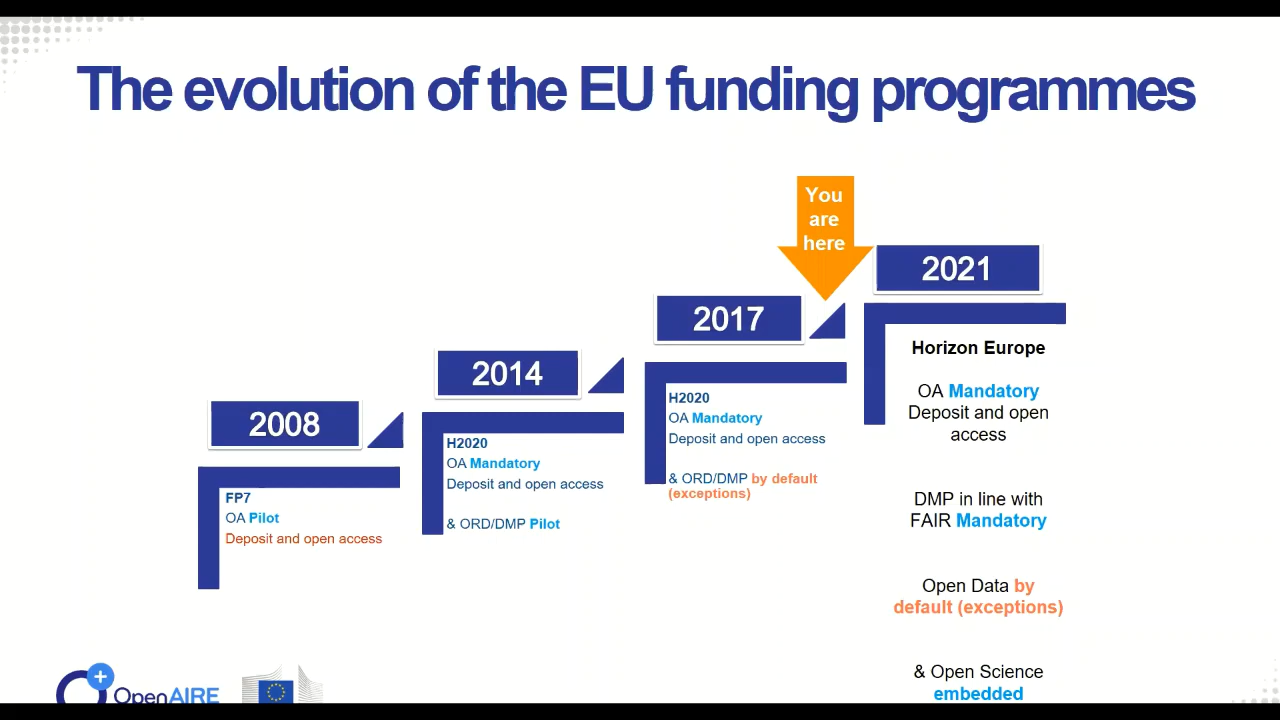 The evolution of the EU funding programmes
You
are
here
2021
2017
2014
2008
Horizon Europe
OA Mandatory
Deposit and open
access
DMP in line with
FAIR Mandatory
Open Data by
default (exceptions)
& Open Science
embedded
H2020
OA Mandatory
Deposit and open access
& ORD/DMP by default
(exceptions)
H2020
OA Mandatory
Deposit and open access
& ORD/DMP Pilot
FP7
OA Pilot
Deposit and open access
OpenAIRE